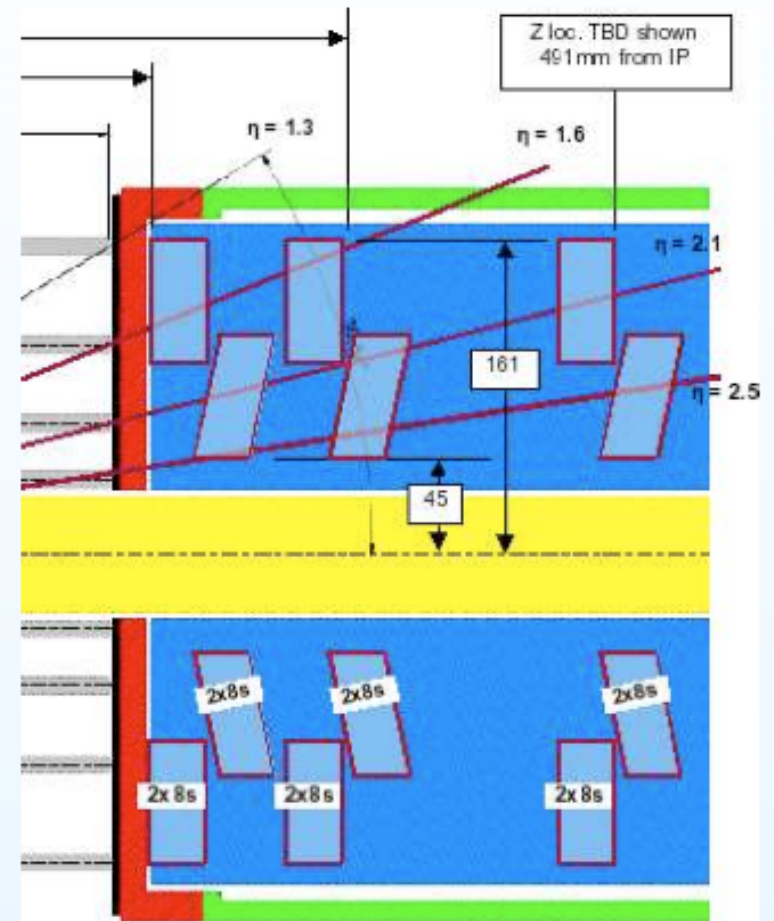 Z loc. TBD shown
491mm from IP
η = 1.3
η = 1.6
η = 2.1
161
η = 2.5
45
2x8s
2x8s
2x8s
2x8s
2x8s
2x8s